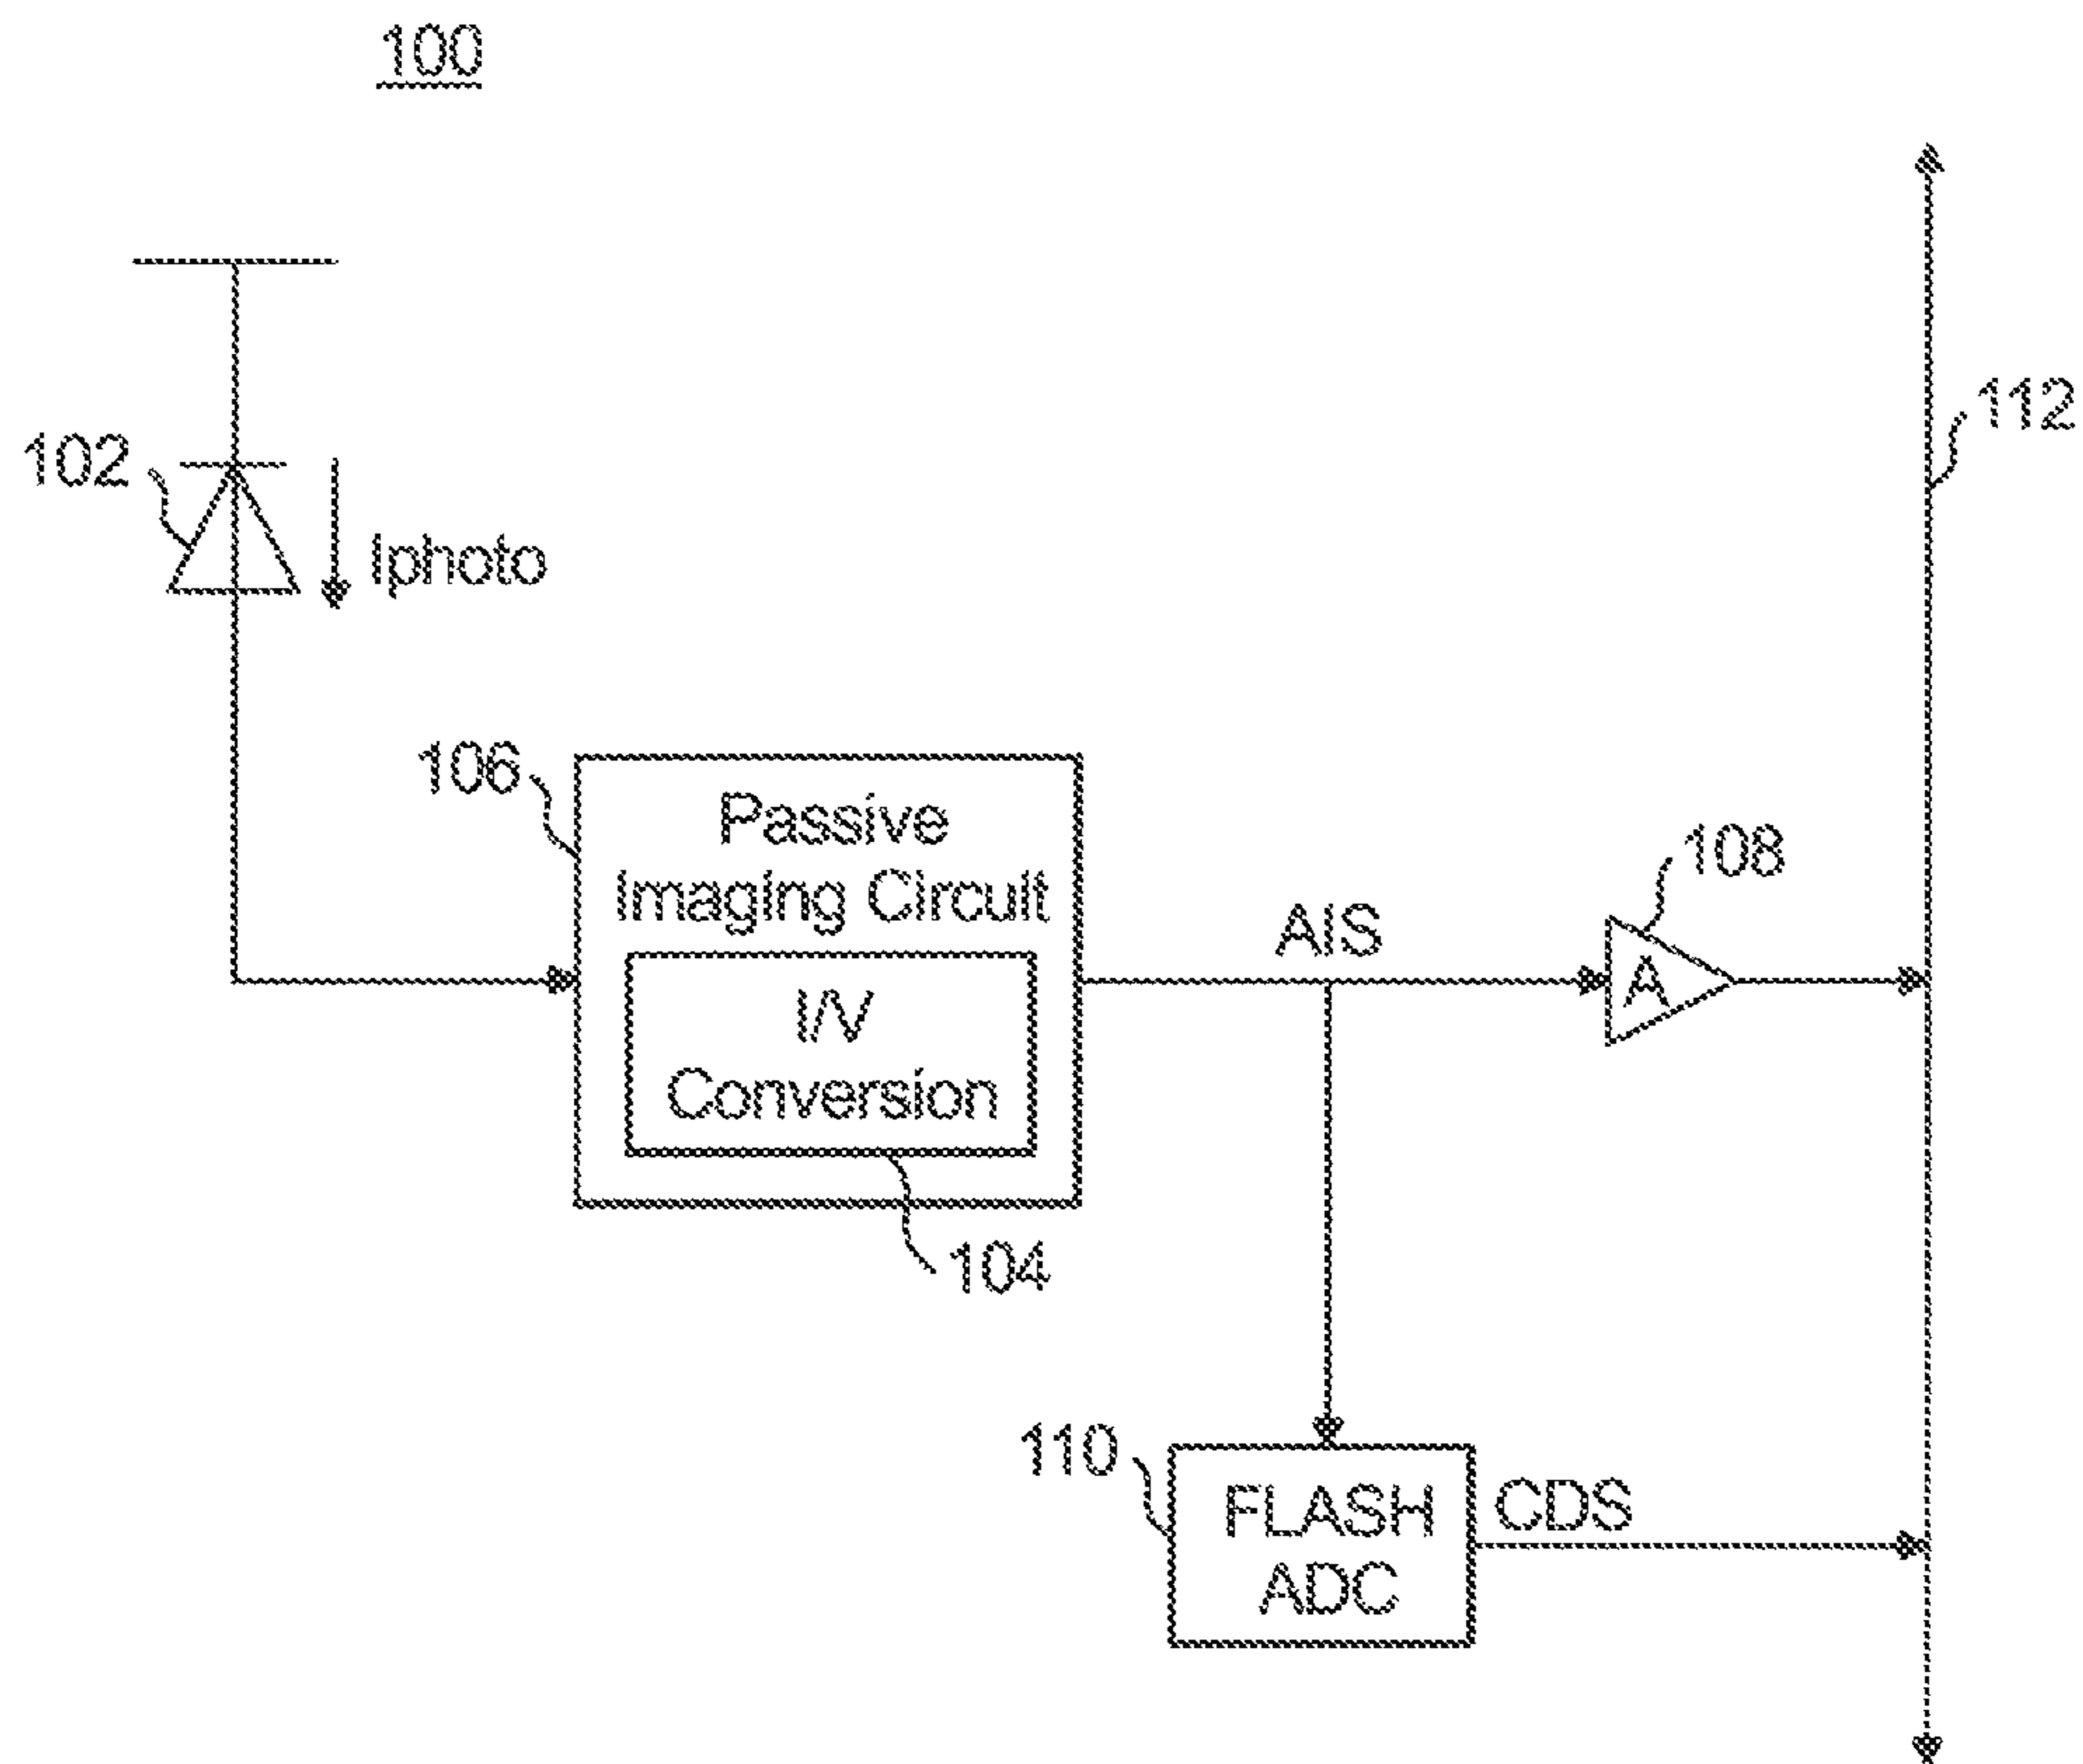 100
112
102
Iphoto
106
Passive
Imaging Circuit
108
AIS
A
I/V
Conversion
104
110
FLASH
ADC
CDS